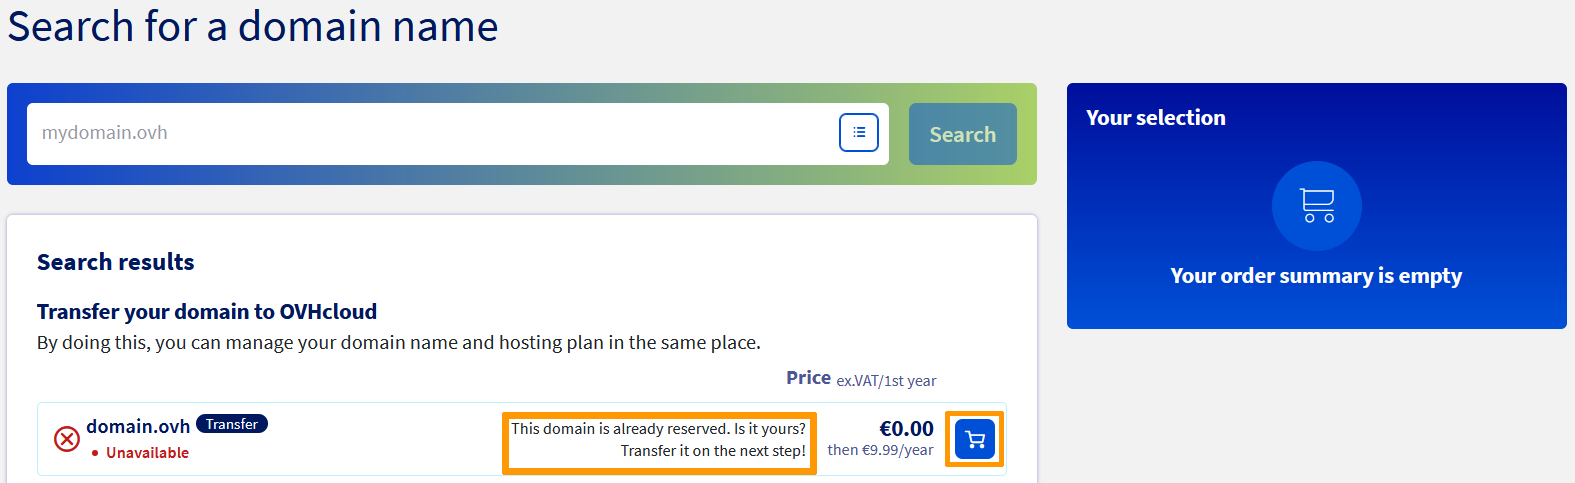 Search for a domain name
mydomain.ovh
Search
Your selection
Your order summary is empty
Search results
Transfer your domain to OVHcloud
By doing this, you can manage your domain name and hosting plan in the same place.
Price ex.VAT/1st year
domain.ovh Transfer
Unavailable
This domain is already reserved. Is it yours?
Transfer it on the next step!
€0.00
then €9.99/year